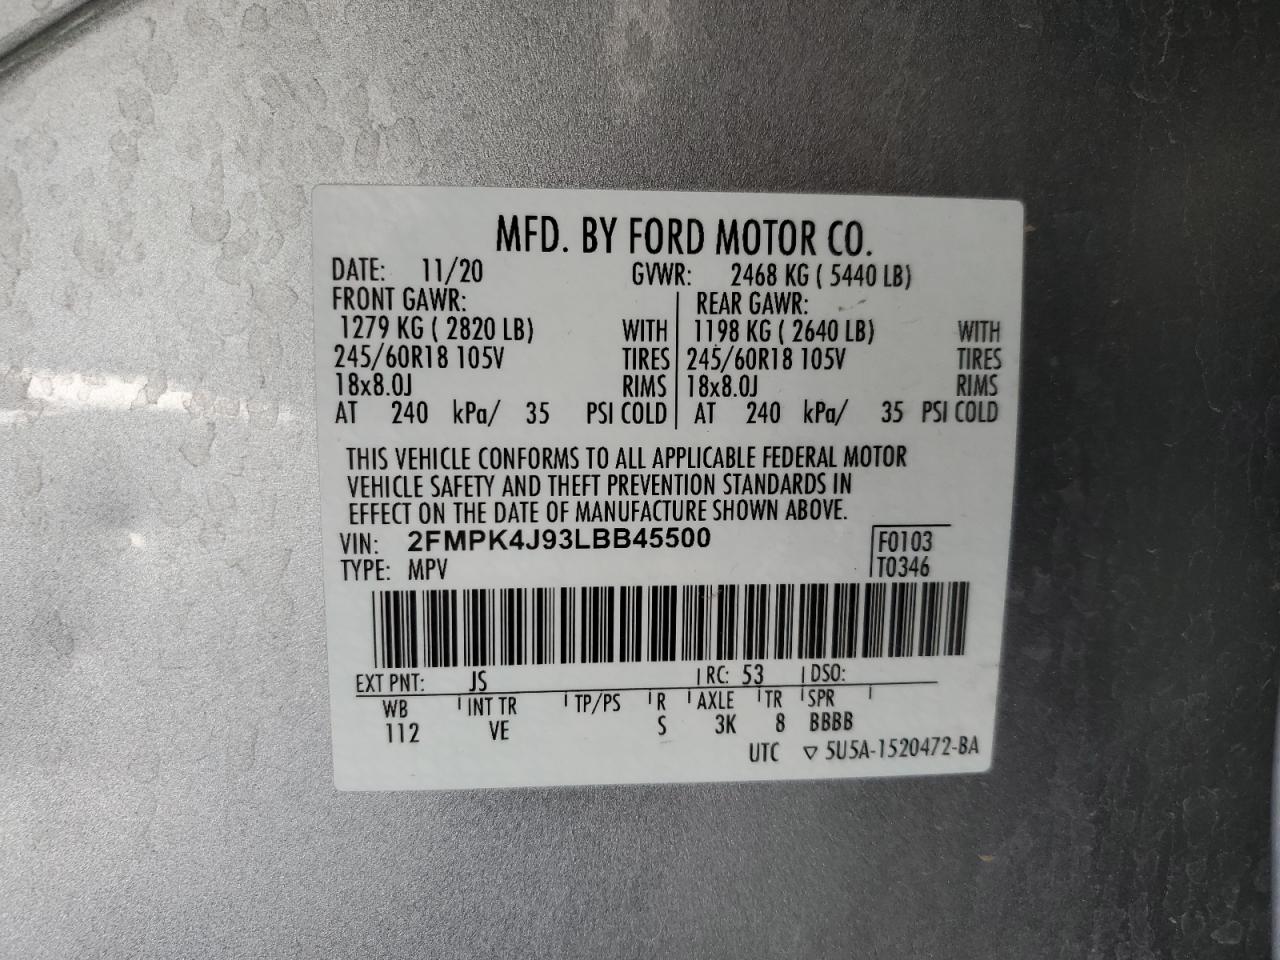 MFD. BY FORD MOTOR CO.
DATE: 11/20 GVWR: 2468 KG ( 5440 LB)
FRONT GAWR: REAR GAWR:
1279 KG ( 2820 LB) WITH 1198 KG ( 2640 LB) WITH
245/60R18 105V TIRES 245/60R18 105V TIRES
18x8.0J RIMS 18x8.0J RIMS
AT 240 kPa/ 35 PSI COLD AT 240 kPa/ 35 PSI COLD
THIS VEHICLE CONFORMS TO ALL APPLICABLE FEDERAL MOTOR
VEHICLE SAFETY AND THEFT PREVENTION STANDARDS IN
EFFECT ON THE DATE OF MANUFACTURE SHOWN ABOVE.
VIN: 2FMPK4J93LBB45500 F0103
TYPE: MPV T0346
EXT PNT: JS RC: 53 DSO:
WB INT TR TP/PS R AXLE TR SPR
112 VE S 3K 8 BBBB
UTC ▽ 5U5A-1520472-BA